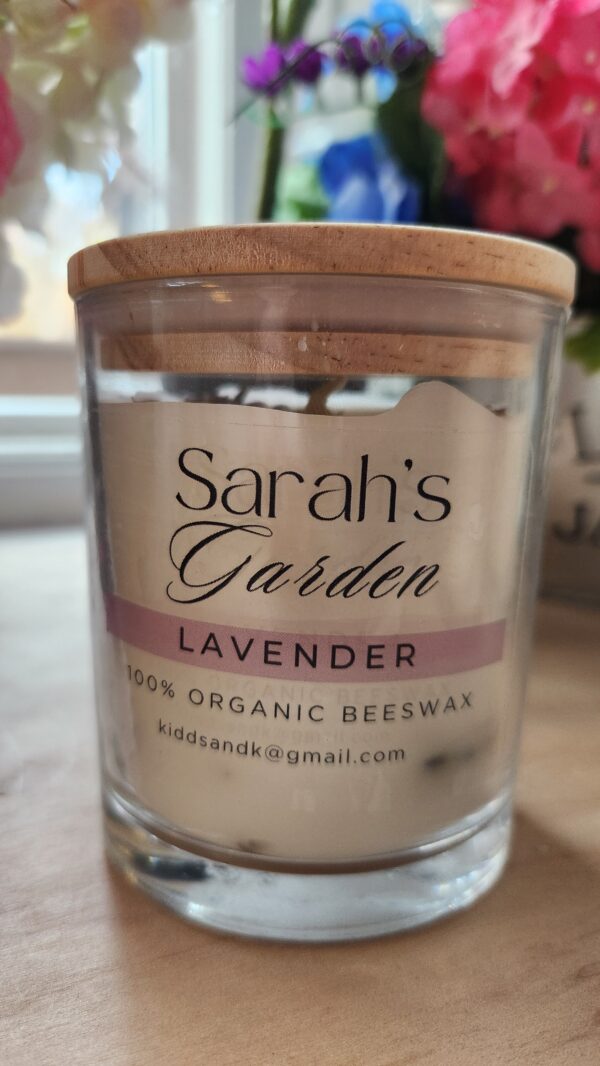 Sarah's
Garden
LAVENDER
100% ORGANIC BEESWAX
kiddsandk@gmail.com